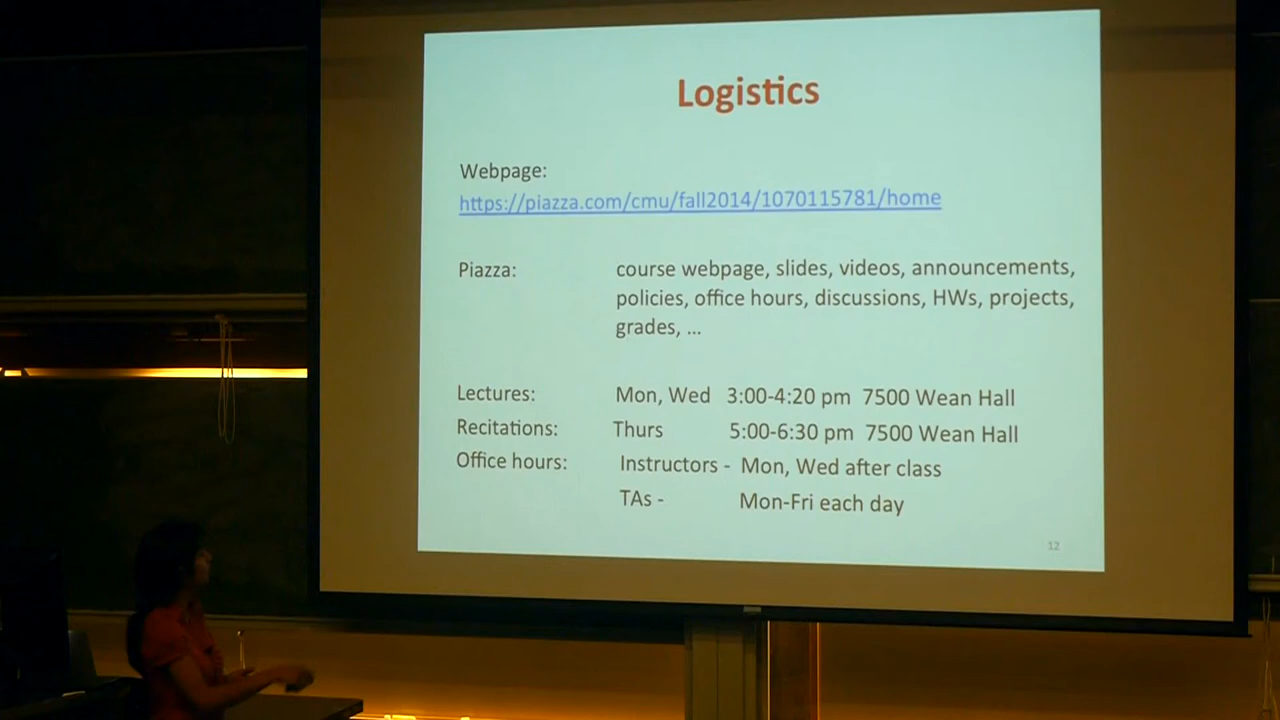 Logistics
Webpage:
https://piazza.com/cmu/fall2014/1070115781/home
Piazza: course webpage, slides, videos, announcements,
policies, office hours, discussions, HWs, projects,
grades, ...
Lectures: Mon, Wed 3:00-4:20 pm 7500 Wean Hall
Recitations: Thurs 5:00-6:30 pm 7500 Wean Hall
Office hours: Instructors - Mon, Wed after class
TAs - Mon-Fri each day
12